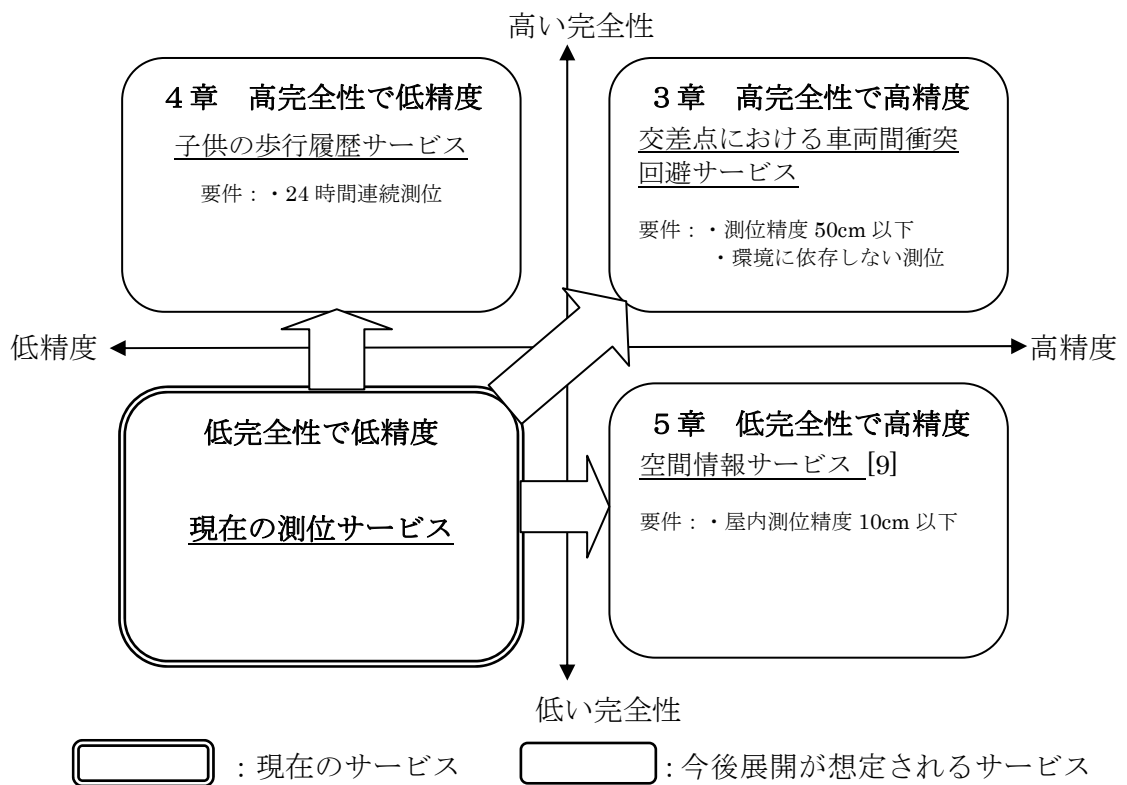 高い完全性
4章 高完全性で低精度
子供の歩行履歴サービス
要件：・24時間連続測位
3章 高完全性で高精度
交差点における車両間衝突
回避サービス
要件：・測位精度 50cm 以下
・環境に依存しない測位
低精度
高精度
低完全性で低精度
現在の測位サービス
5章 低完全性で高精度
空間情報サービス [9]
要件：・屋内測位精度 10cm 以下
低い完全性
：現在のサービス
：今後展開が想定されるサービス